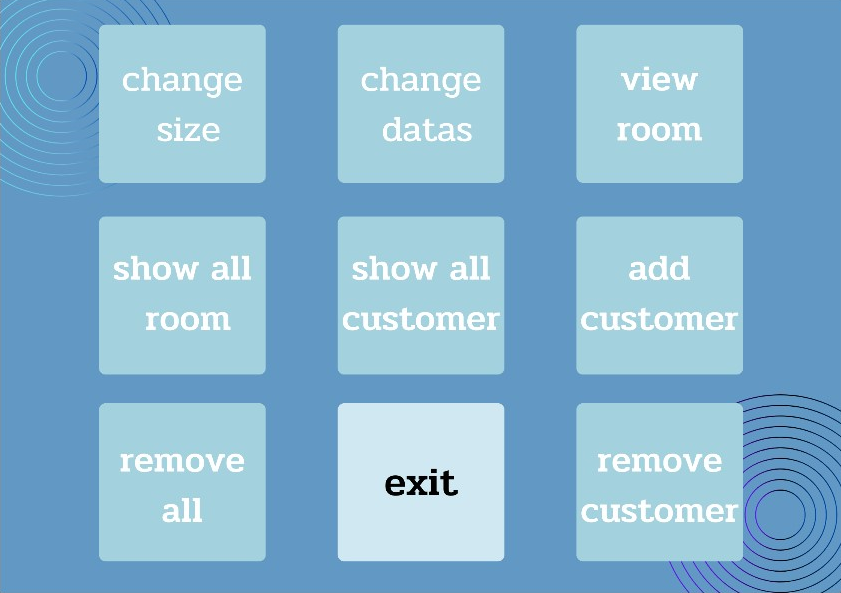 change
size
change
datas
view
room
show all
room
show all
customer
add
customer
remove
all
exit
remove
customer